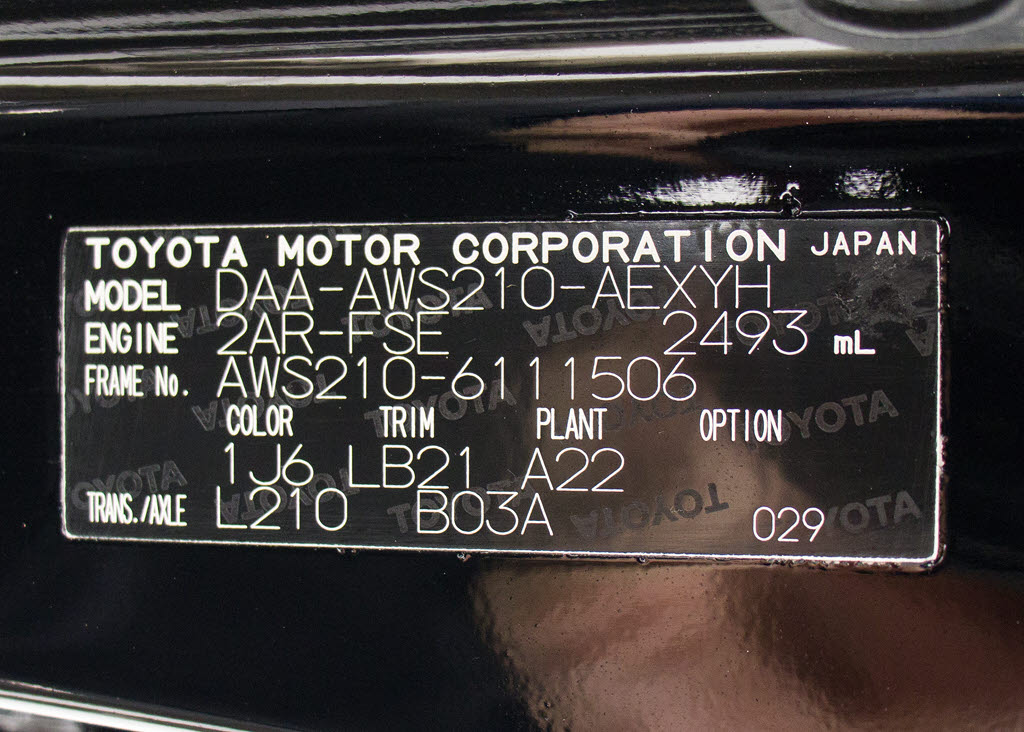 TOYOTA MOTOR CORPORATION JAPAN
MODEL DAA-AWS210-AEXYH
ENGINE 2AR-FSE 2493 mL
FRAME No. AWS210-6111506
COLOR TRIM PLANT OPTION
1J6 LB21 A22
TRANS./AXLE L210 B03A 029